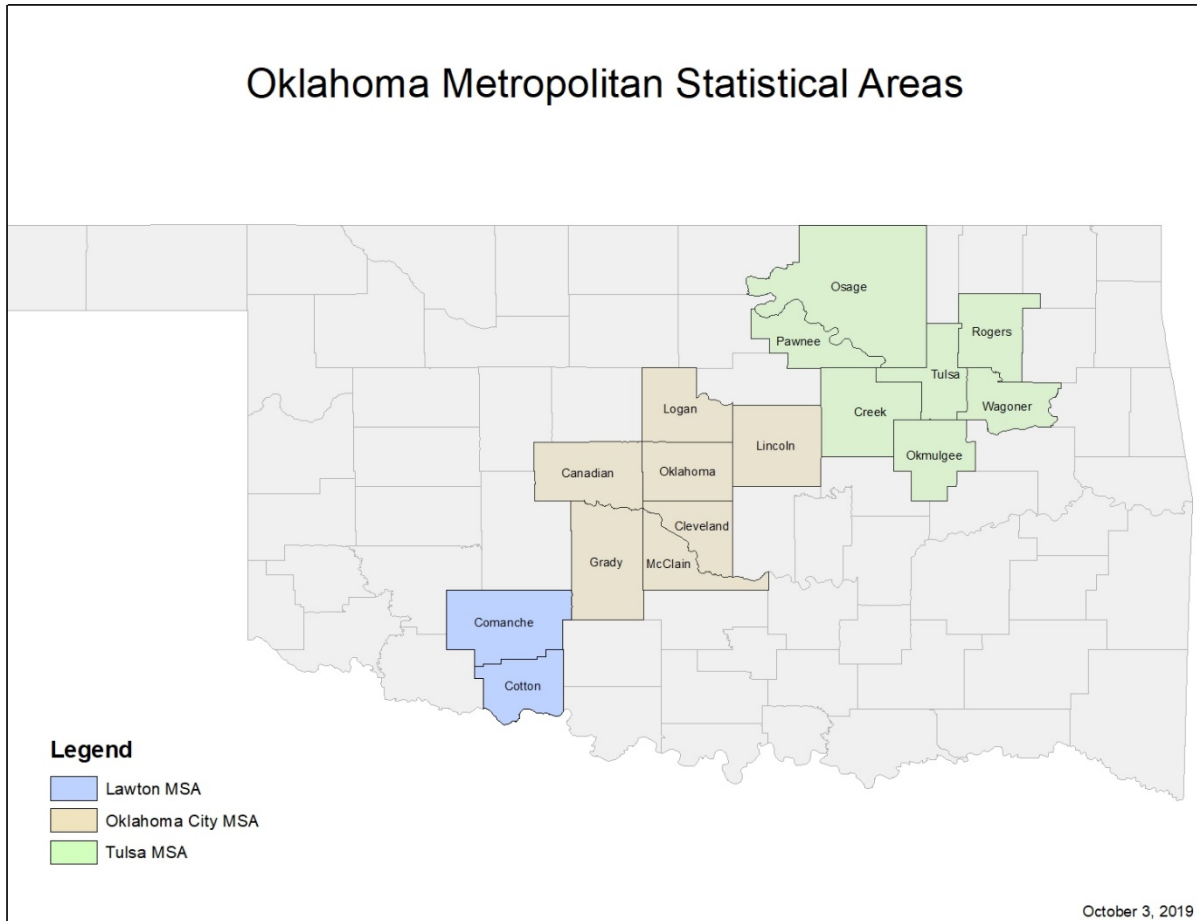 Oklahoma Metropolitan Statistical Areas
Osage
Rogers
Pawnee
Tulsa
Wagoner
Logan
Creek
Lincoln
Okmulgee
Canadian
Oklahoma
Cleveland
Grady
McClain
Comanche
Cotton
Legend
Lawton MSA
Oklahoma City MSA
Tulsa MSA
October 3, 2019